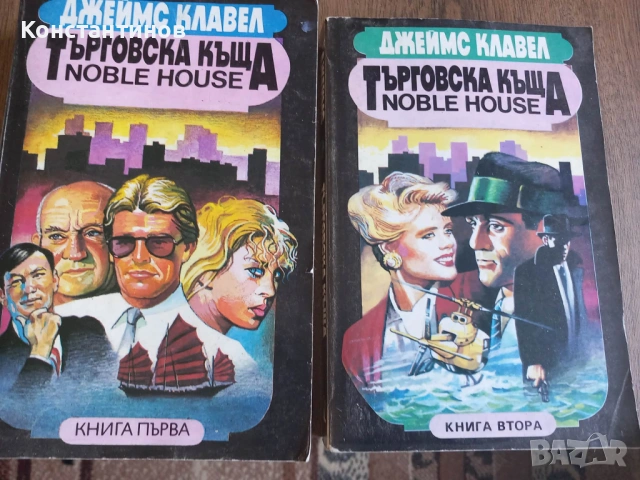 ДЖЕЙМС КЛАВЕЛ
Константинов
ТЪРГОВСКА КЪЩА
NOBLE HOUSE
КНИГА ПЪРВА
ДЖЕЙМС КЛАВЕЛ
ТЪРГОВСКА КЪЩА
NOBLE HOUSE
КНИГА ВТОРА
BAZAR